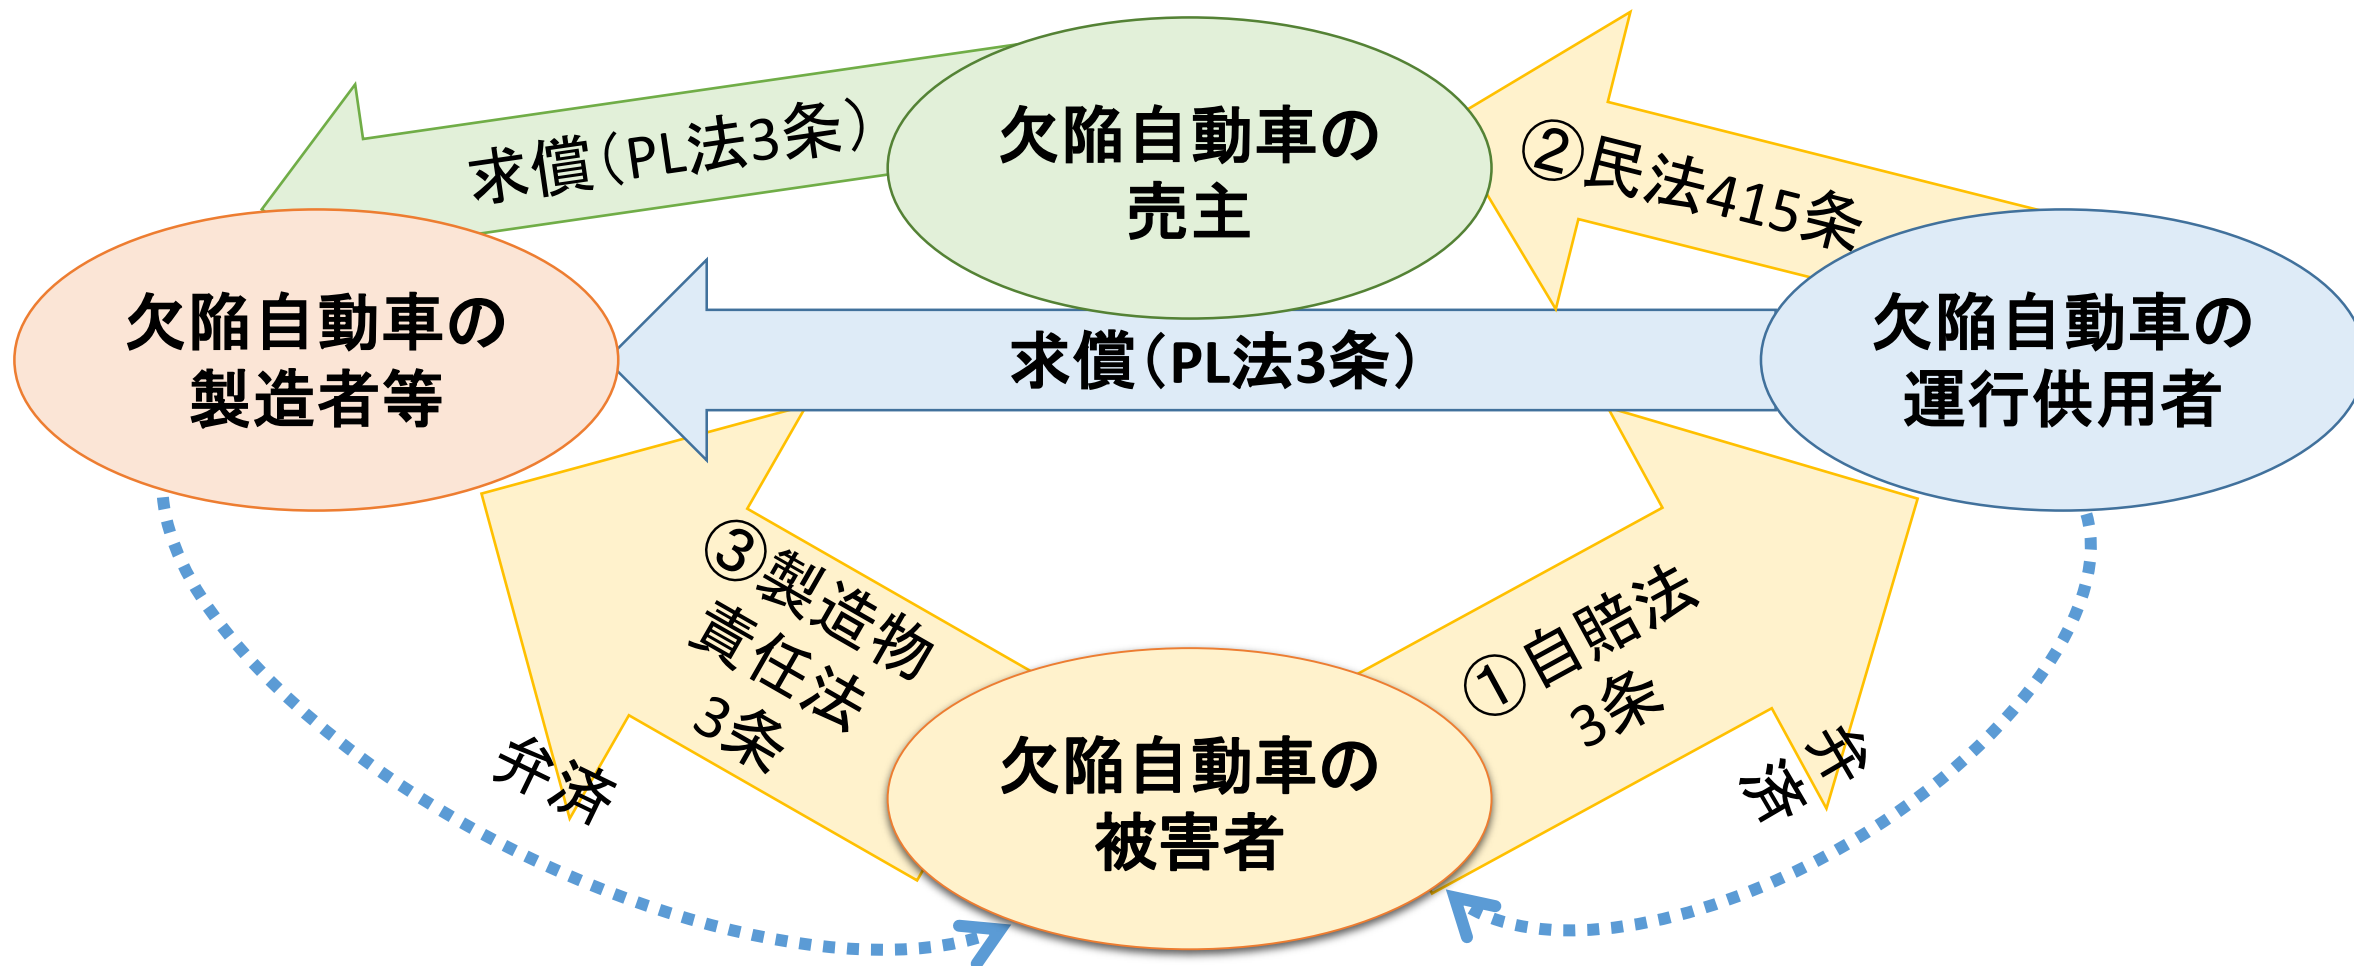 求償（PL法3条）
欠陥自動車の
売主
②民法415条
欠陥自動車の
製造者等
求償（PL法3条）
欠陥自動車の
運行供用者
③製造物
責任法
3条
①自賠法
3条
弁済
弁
済
欠陥自動車の
被害者